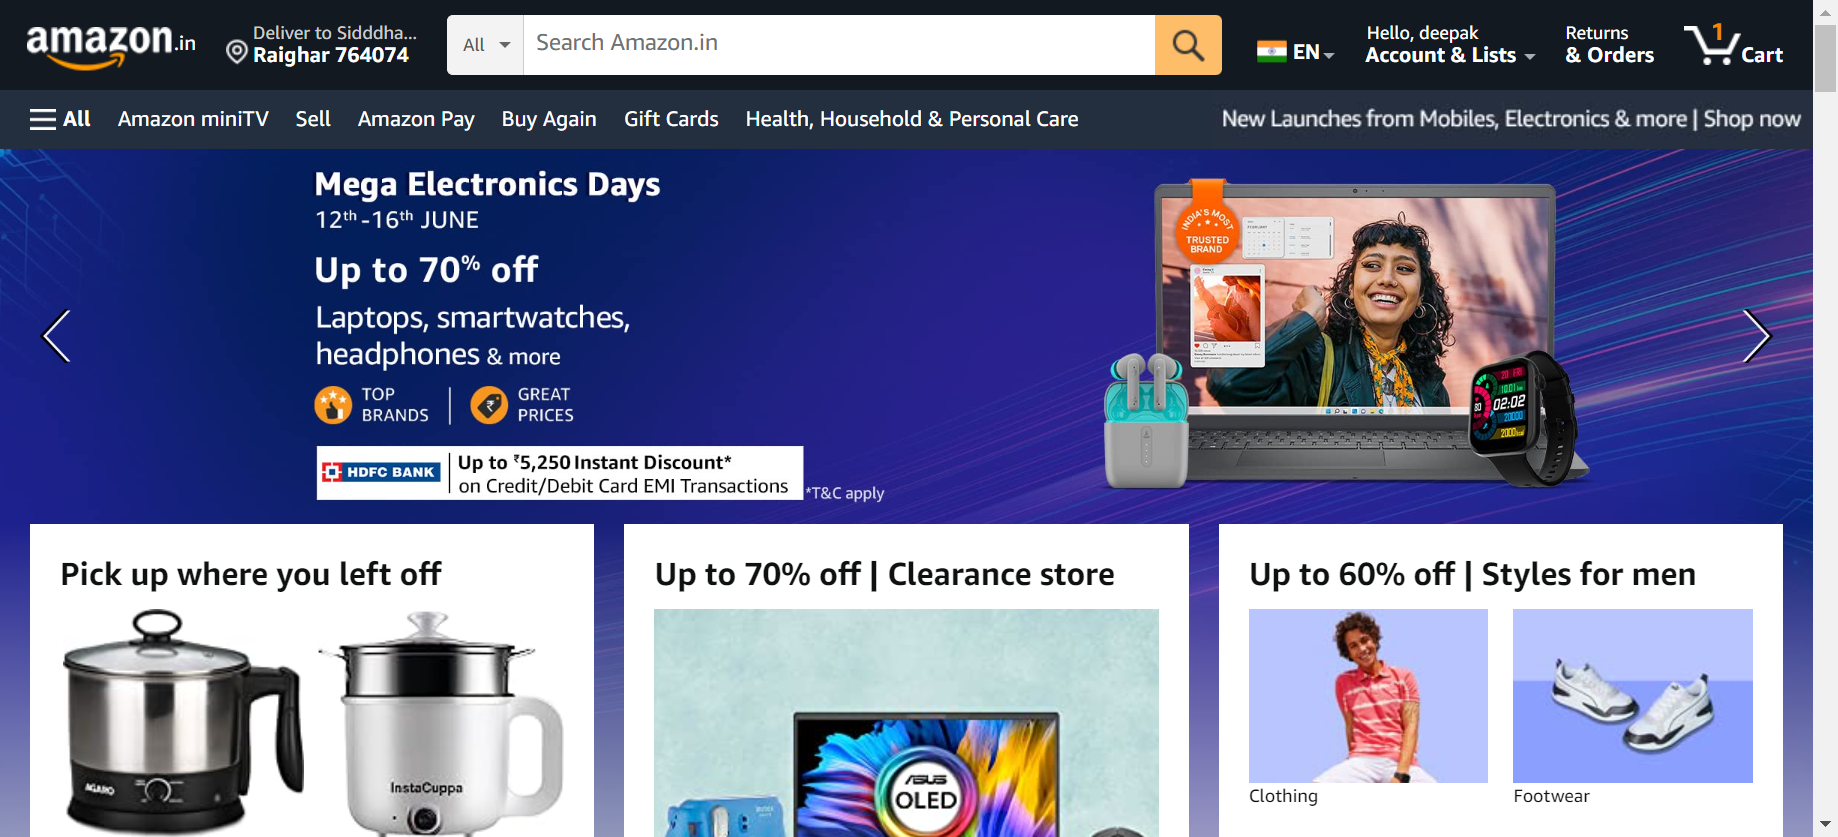 amazon.in
Deliver to Sidddha...
Raighar 764074
All
Search Amazon.in
EN
Hello, deepak
Account & Lists
Returns
& Orders
1
Cart
All
Amazon miniTV
Sell
Amazon Pay
Buy Again
Gift Cards
Health, Household & Personal Care
New Launches from Mobiles, Electronics & more | Shop now
Mega Electronics Days
12th -16th JUNE
Up to 70% off
Laptops, smartwatches,
headphones & more
TOP
BRANDS
GREAT
PRICES
HDFC BANK
Up to ₹5,250 Instant Discount*
on Credit/Debit Card EMI Transactions
*T&C apply
INDIA'S MOST
TRUSTED
BRAND
20 FRI
02:02
Pick up where you left off
AGARO
InstaCuppa
Up to 70% off | Clearance store
ASUS
OLED
Up to 60% off | Styles for men
Clothing
Footwear